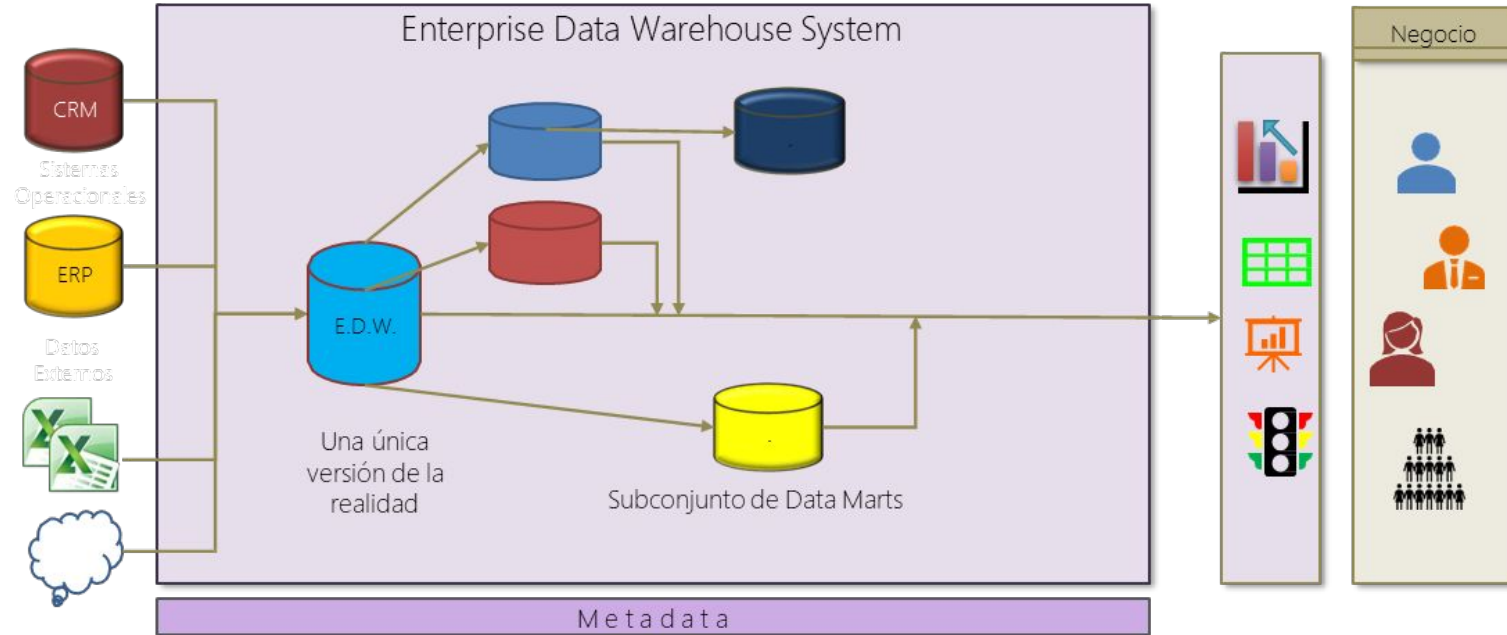 Enterprise Data Warehouse System
Negocio
CRM
Sistemas
Operacionales
ERP
E.D.W.
Datos
Externos
Una única
versión de la
realidad
Subconjunto de Data Marts
Metadata